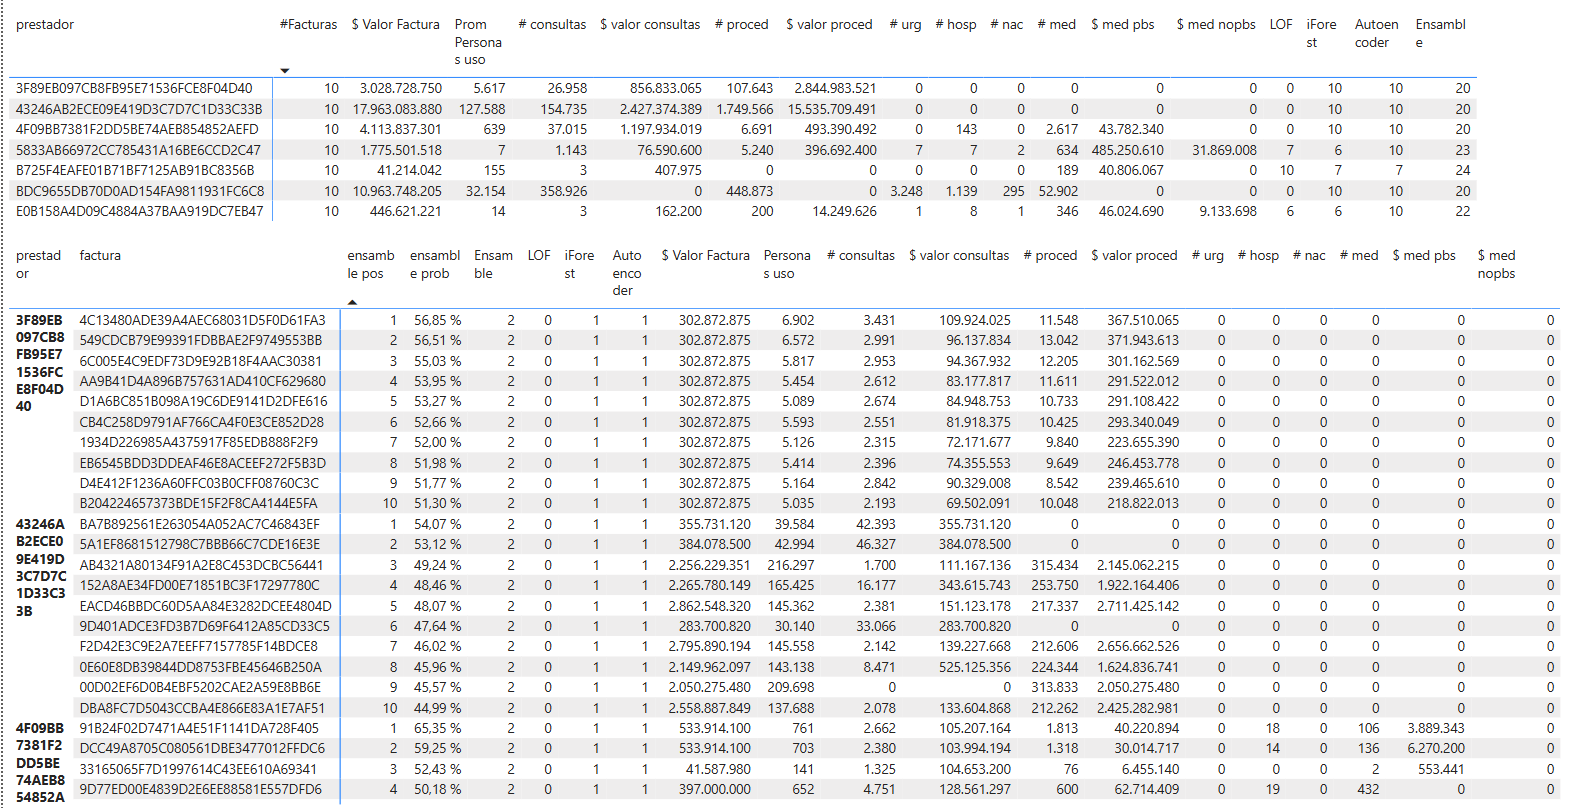 prestador #Facturas $ Valor Factura Prom Personas uso # consultas $ valor consultas # proced $ valor proced # urg # hosp # nac # med $ med pbs $ med nopbs LOF iForest Autoencoder Ensamble
3F89EB097CB8FB95E71536FCE8F04D40 10 3.028.728.750 5.617 26.958 856.833.065 107.643 2.844.983.521 0 0 0 0 0 0 0 10 10 20
43246AB2ECE09E419D3C7D7C1D33C33B 10 17.963.083.880 127.588 154.735 2.427.374.389 1.749.566 15.535.709.491 0 0 0 0 0 0 0 10 10 20
4F09BB7381F2DD5BE74AEB854852AEFD 10 4.113.837.301 639 37.015 1.197.934.019 6.691 493.390.492 0 143 0 2.617 43.782.340 0 0 10 10 20
5833AB66972CC785431A16BE6CCD2C47 10 1.775.501.518 7 1.143 76.590.600 5.240 396.692.400 7 7 2 634 485.250.610 31.869.008 7 6 10 23
B725F4EAFE01B71BF7125AB91BC8356B 10 41.214.042 155 3 407.975 0 0 0 0 0 189 40.806.067 0 10 7 7 24
BDC9655DB70D0AD154FA9811931FC6C8 10 10.963.748.205 32.154 358.926 0 448.873 0 3.248 1.139 295 52.902 0 0 0 10 10 20
E0B158A4D09C4884A37BAA919DC7EB47 10 446.621.221 14 3 162.200 200 14.249.626 1 8 1 346 46.024.690 9.133.698 6 6 10 22
prestador factura ensamble pos ensamble prob Ensamble LOF iForest Autoencoder $ Valor Factura Personas uso # consultas $ valor consultas # proced $ valor proced # urg # hosp # nac # med $ med pbs $ med nopbs
3F89EB097CB8FB95E71536FCE8F04D40 4C13480ADE39A4AEC68031D5F0D61FA3 1 56,85 % 2 0 1 1 302.872.875 6.902 3.431 109.924.025 11.548 367.510.065 0 0 0 0 0 0
549CDCB79E99391FDBBAE2F9749553BB 2 56,51 % 2 0 1 1 302.872.875 6.572 2.991 96.137.834 13.042 371.943.613 0 0 0 0 0 0
6C005E4C9EDF73D9E92B18F4AAC30381 3 55,03 % 2 0 1 1 302.872.875 5.817 2.953 94.367.932 12.205 301.162.569 0 0 0 0 0 0
AA9B41D4A896B757631AD410CF629680 4 53,95 % 2 0 1 1 302.872.875 5.454 2.612 83.177.817 11.611 291.522.012 0 0 0 0 0 0
D1A6BC851B098A19C6DE9141D2DFE616 5 53,27 % 2 0 1 1 302.872.875 5.089 2.674 84.948.753 10.733 291.108.422 0 0 0 0 0 0
CB4C258D9791AF766CA4F0E3CE852D28 6 52,66 % 2 0 1 1 302.872.875 5.593 2.551 81.918.375 10.425 293.340.049 0 0 0 0 0 0
1934D226985A4375917F85EDB888F2F9 7 52,00 % 2 0 1 1 302.872.875 5.126 2.315 72.171.677 9.840 223.655.390 0 0 0 0 0 0
EB6545BDD3DDEAF46E8ACEEF272F5B3D 8 51,98 % 2 0 1 1 302.872.875 5.414 2.396 74.355.553 9.649 246.453.778 0 0 0 0 0 0
D4E412F1236A60FFC03B0CFF08760C3C 9 51,77 % 2 0 1 1 302.872.875 5.164 2.842 90.329.008 8.542 239.465.610 0 0 0 0 0 0
B204224657373BDE15F2F8CA4144E5FA 10 51,30 % 2 0 1 1 302.872.875 5.035 2.193 69.502.091 10.048 218.822.013 0 0 0 0 0 0
43246AB2ECE09E419D3C7D7C1D33C33B BA7B892561E263054A052AC7C46843EF 1 54,07 % 2 0 1 1 355.731.120 39.584 42.393 355.731.120 0 0 0 0 0 0 0 0
5A1EF8681512798C7BBB66C7CDE16E3E 2 53,12 % 2 0 1 1 384.078.500 42.994 46.327 384.078.500 0 0 0 0 0 0 0 0
AB4321A80134F91A2E8C453DCBC56441 3 49,24 % 2 0 1 1 2.256.229.351 216.297 1.700 111.167.136 315.434 2.145.062.215 0 0 0 0 0 0
152A8AE34FD00E71851BC3F17297780C 4 48,46 % 2 0 1 1 2.265.780.149 165.425 16.177 343.615.743 253.750 1.922.164.406 0 0 0 0 0 0
EACD46BBDC60D5AA84E3282DCEE4804D 5 48,07 % 2 0 1 1 2.862.548.320 145.362 2.381 151.123.178 217.337 2.711.425.142 0 0 0 0 0 0
9D401ADCE3FD3B7D69F6412A85CD33C5 6 47,64 % 2 0 1 1 283.700.820 30.140 33.066 283.700.820 0 0 0 0 0 0 0 0
F2D42E3C9E2A7EEFF7157785F14BDCE8 7 46,02 % 2 0 1 1 2.795.890.194 145.558 2.142 139.227.668 212.606 2.656.662.526 0 0 0 0 0 0
0E60E8DB39844DD8753FBE45646B250A 8 45,96 % 2 0 1 1 2.149.962.097 143.138 8.471 525.125.356 224.344 1.624.836.741 0 0 0 0 0 0
00D02EF6D0B4EBF5202CAE2A59E8BB6E 9 45,57 % 2 0 1 1 2.050.275.480 209.698 0 0 313.833 2.050.275.480 0 0 0 0 0 0
DBA8FC7D5043CCBA4E866E83A1E7AF51 10 44,99 % 2 0 1 1 2.558.887.849 137.688 2.078 133.604.868 212.262 2.425.282.981 0 0 0 0 0 0
4F09BB7381F2DD5BE74AEB854852A 91B24F02D7471A4E51F1141DA728F405 1 65,35 % 2 0 1 1 533.914.100 761 2.662 105.207.164 1.813 40.220.894 0 18 0 106 3.889.343 0
DCC49A8705C080561DBE3477012FFDC6 2 59,25 % 2 0 1 1 533.914.100 703 2.380 103.994.194 1.318 30.014.717 0 14 0 136 6.270.200 0
33165065F7D1997614C43EE610A69341 3 52,43 % 2 0 1 1 41.587.980 141 1.325 104.653.200 76 6.455.140 0 0 0 2 553.441 0
9D77ED00E4839D2E6EE88581E557DFD6 4 50,18 % 2 0 1 1 397.000.000 652 4.751 128.561.297 600 62.714.409 0 19 0 432 0 0